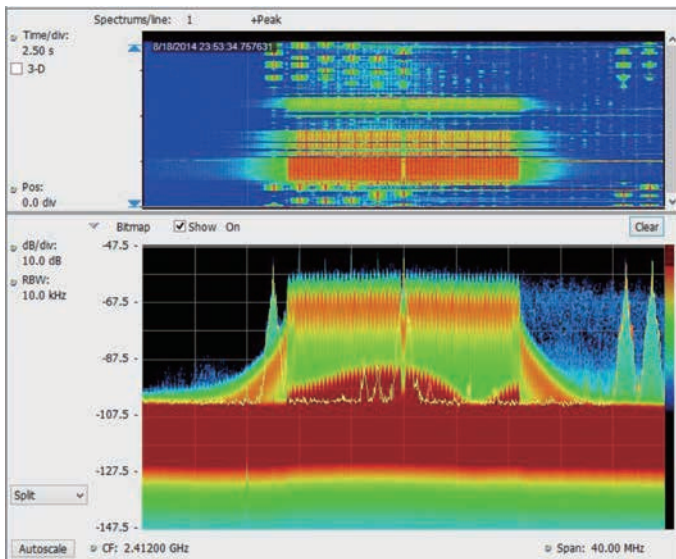 Spectrums/line: 1 +Peak
Time/div:
2.50 s
3-D
8/18/2014 23:53:34.757631
Pos:
0.0 div
Bitmap Show On Clear
dB/div:
10.0 dB
RBW:
10.0 kHz
-47.5
-67.5
-87.5
-107.5
-127.5
-147.5
Split
Autoscale CF: 2.41200 GHz Span: 40.00 MHz